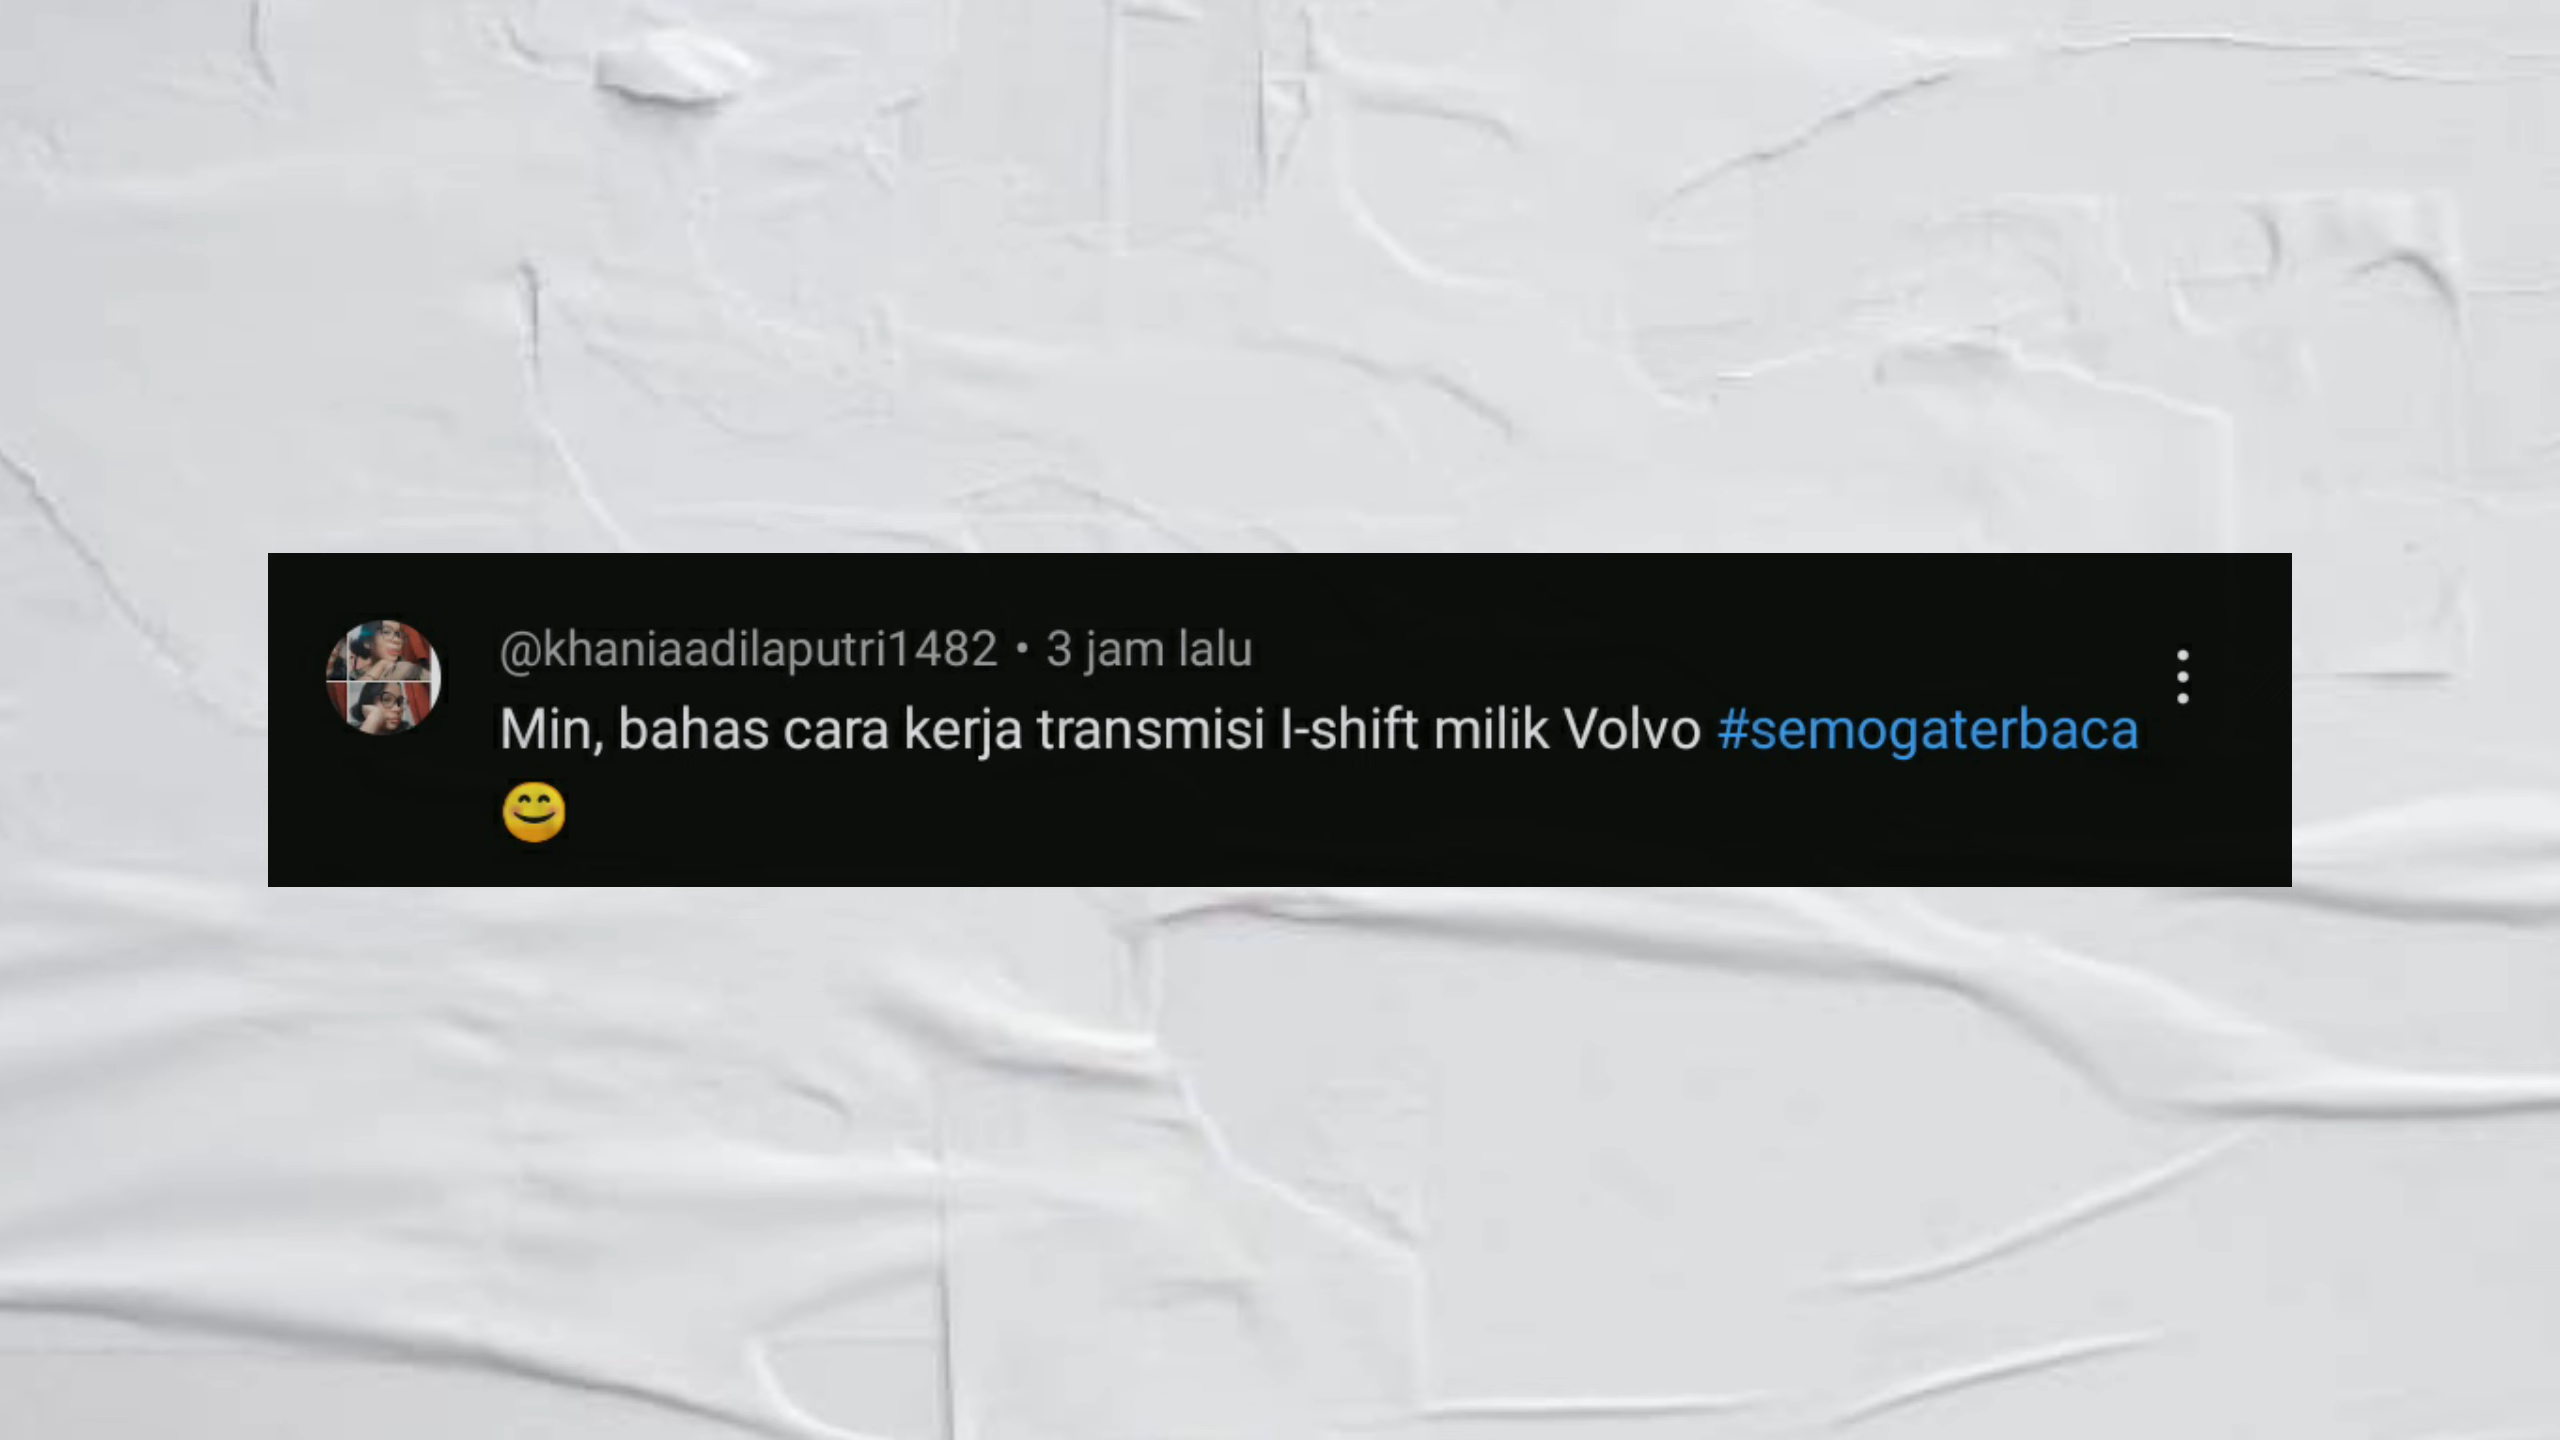 @khaniaadilaputri1482 • 3 jam lalu
Min, bahas cara kerja transmisi I-shift milik Volvo #semogaterbaca
😊